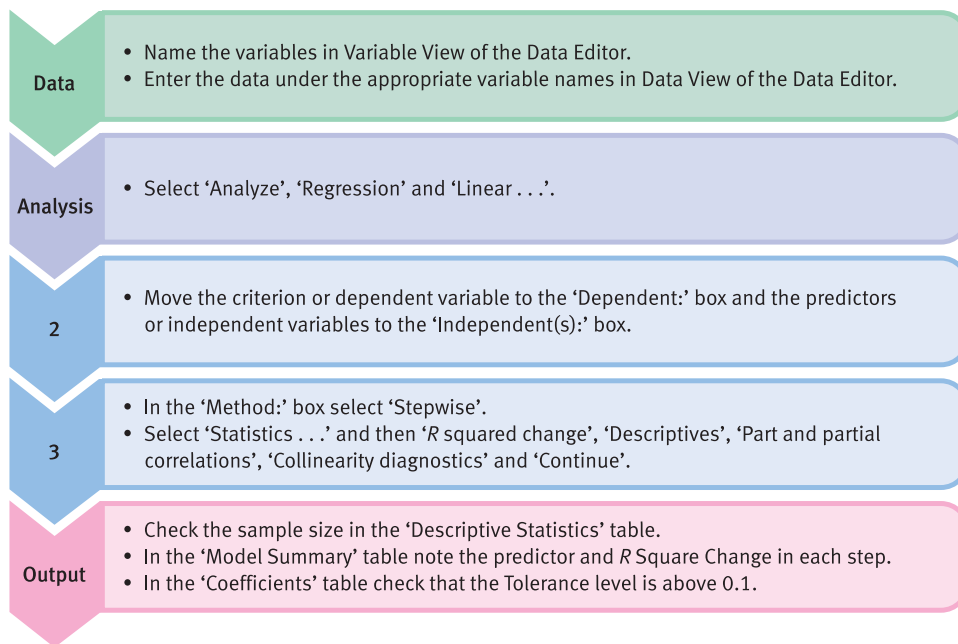 Data
• Name the variables in Variable View of the Data Editor.
• Enter the data under the appropriate variable names in Data View of the Data Editor.
Analysis
• Select ‘Analyze’, ‘Regression’ and ‘Linear . . .’.
2
• Move the criterion or dependent variable to the ‘Dependent:’ box and the predictors
or independent variables to the ‘Independent(s):’ box.
3
• In the ‘Method:’ box select ‘Stepwise’.
• Select ‘Statistics . . .’ and then ‘R squared change’, ‘Descriptives’, ‘Part and partial
correlations’, ‘Collinearity diagnostics’ and ‘Continue’.
Output
• Check the sample size in the ‘Descriptive Statistics’ table.
• In the ‘Model Summary’ table note the predictor and R Square Change in each step.
• In the ‘Coefficients’ table check that the Tolerance level is above 0.1.